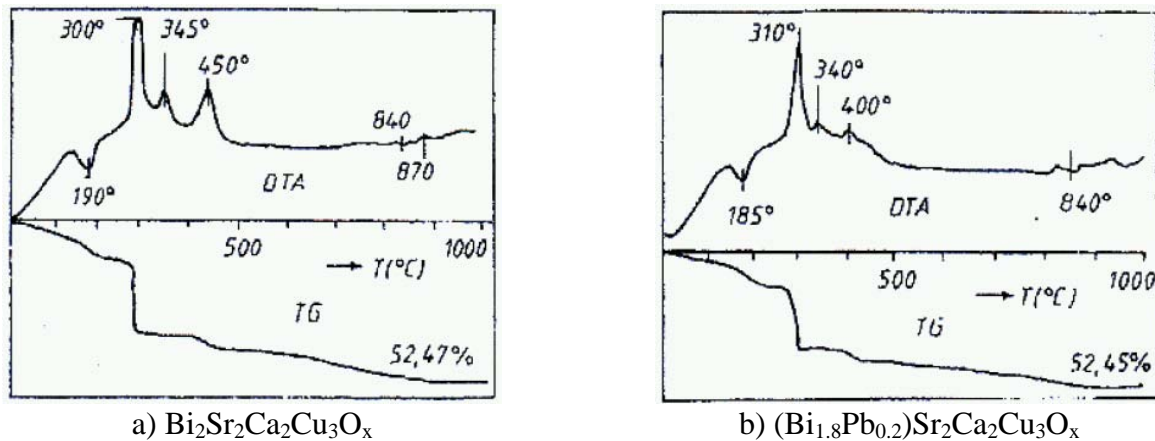 300° 345°
450°
840
870
190°
DTA
500 1000
→ T(°C)
TG
52,47%
a) Bi₂Sr₂Ca₂Cu₃Oₓ
310°
340°
400°
185° DTA 840°
500 1000
→ T(°C)
TG
52,45%
b) (Bi₁.₈Pb₀.₂)Sr₂Ca₂Cu₃Oₓ